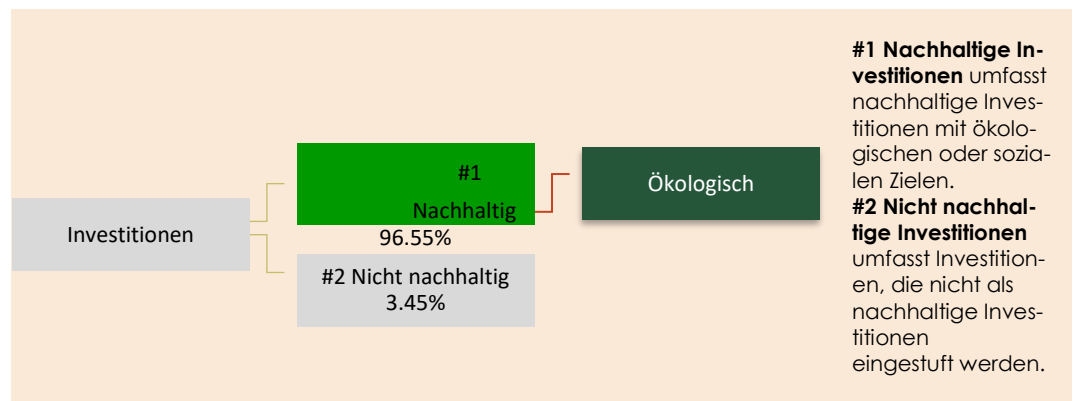 Investitionen
#1
Nachhaltig
96.55%
#2 Nicht nachhaltig
3.45%
Ökologisch
#1 Nachhaltige In-
vestitionen umfasst
nachhaltige Inves-
titionen mit ökolo-
gischen oder sozia-
len Zielen.
#2 Nicht nachhal-
tige Investitionen
umfasst Investition-
en, die nicht als
nachhaltige Inves-
titionen
eingestuft werden.